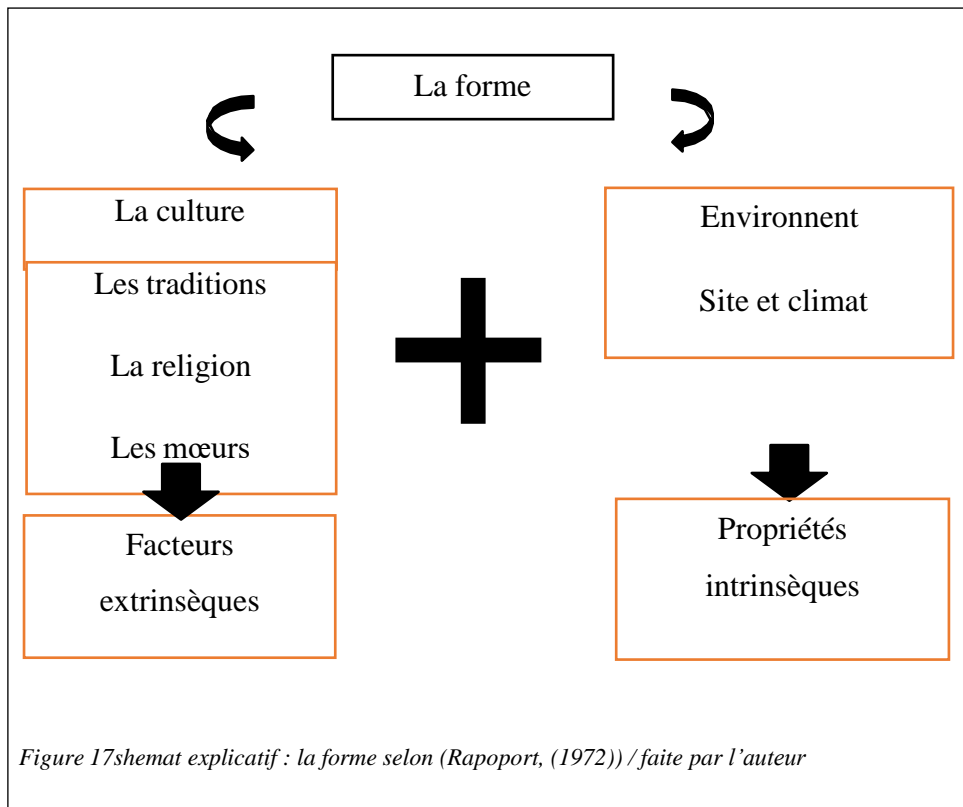 La forme
La culture
Les traditions
La religion
Les mœurs
Facteurs
extrinsèques
Environnent
Site et climat
Propriétés
intrinsèques
Figure 17shemat explicatif : la forme selon (Rapoport, (1972)) / faite par l’auteur